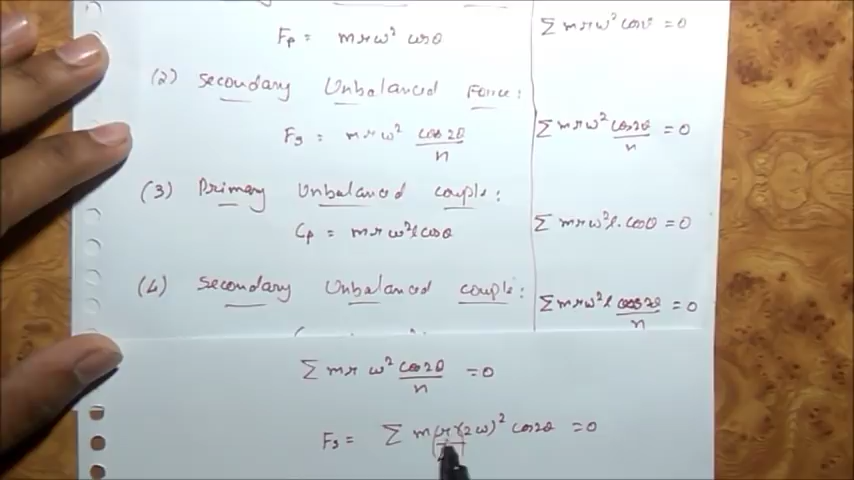 Fp = mrω² cosθ
Σ mrω² cosθ = 0
(2) Secondary Unbalanced Force :
Fs = mrω² cos2θ/n
Σ mrω² cos2θ/n = 0
(3) Primary Unbalanced couple :
Cp = mrω²l cosθ
Σ mrω²l. cosθ = 0
(4) Secondary Unbalanced couple :
Σ mrω²l cos2θ/n = 0
Σ mr ω² cos2θ/n = 0
Fs = Σ m(r)(2ω)² cos2θ = 0